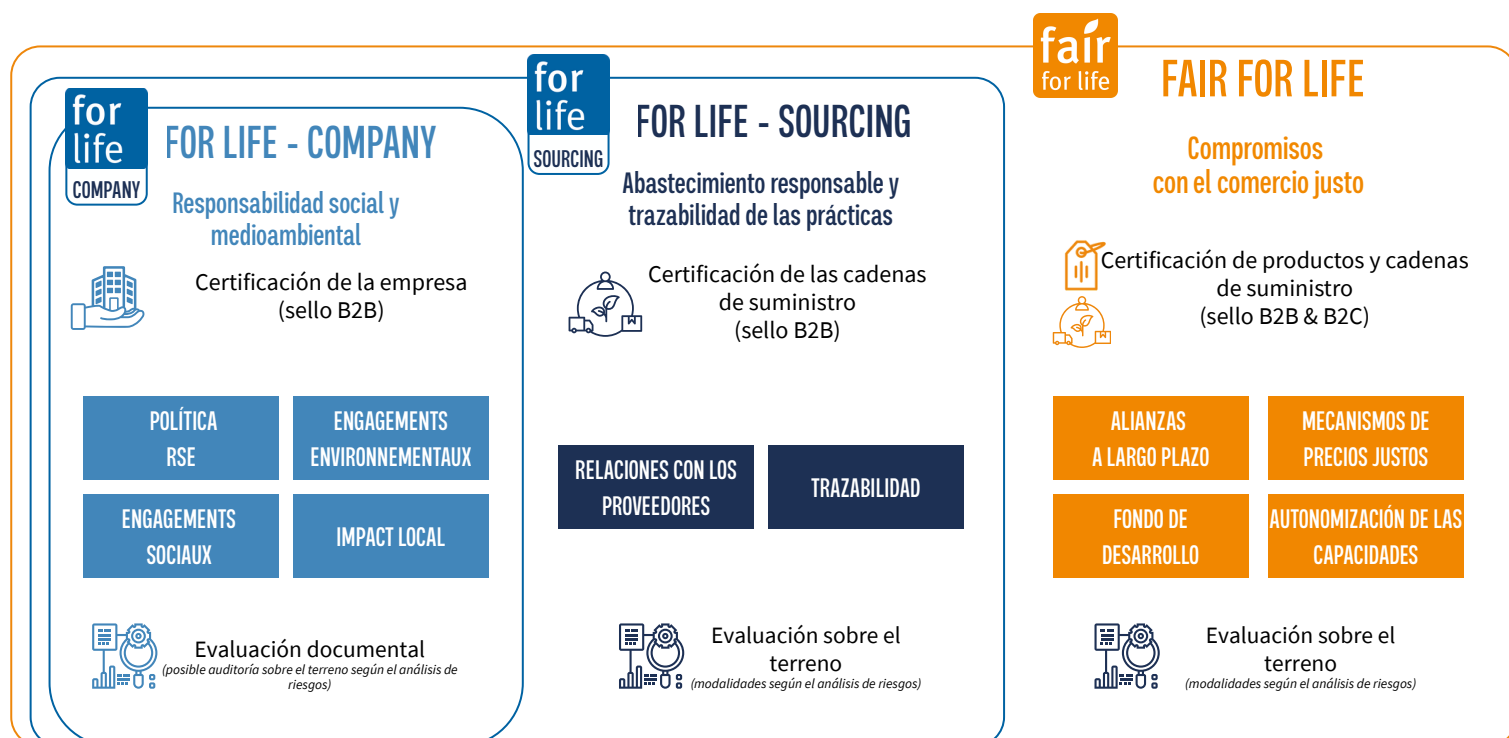 for
life
COMPANY
FOR LIFE - COMPANY
Responsabilidad social y
medioambiental
Certificación de la empresa
(sello B2B)
POLÍTICA
RSE
ENGAGEMENTS
ENVIRONNEMENTAUX
ENGAGEMENTS
SOCIAUX
IMPACT LOCAL
Evaluación documental
(posible auditoría sobre el terreno según el análisis de
riesgos)
for
life
SOURCING
FOR LIFE - SOURCING
Abastecimiento responsable y
trazabilidad de las prácticas
Certificación de las cadenas
de suministro
(sello B2B)
RELACIONES CON LOS
PROVEEDORES
TRAZABILIDAD
Evaluación sobre el
terreno
(modalidades según el análisis de riesgos)
fair
for life
FAIR FOR LIFE
Compromisos
con el comercio justo
Certificación de productos y cadenas
de suministro
(sello B2B & B2C)
ALIANZAS
A LARGO PLAZO
MECANISMOS DE
PRECIOS JUSTOS
FONDO DE
DESARROLLO
AUTONOMIZACIÓN DE LAS
CAPACIDADES
Evaluación sobre el
terreno
(modalidades según el análisis de riesgos)